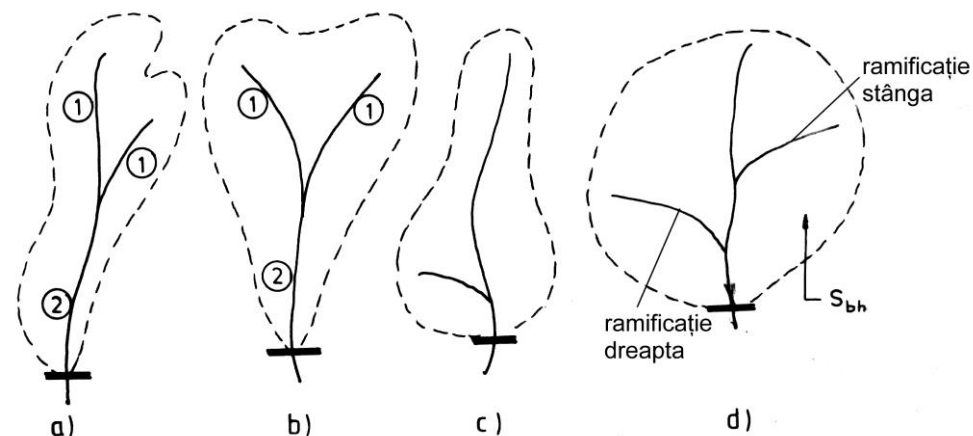 1
1
2
a)
1
1
2
b)
c)
ramificație
stânga
ramificație
dreapta
S_bh
d)